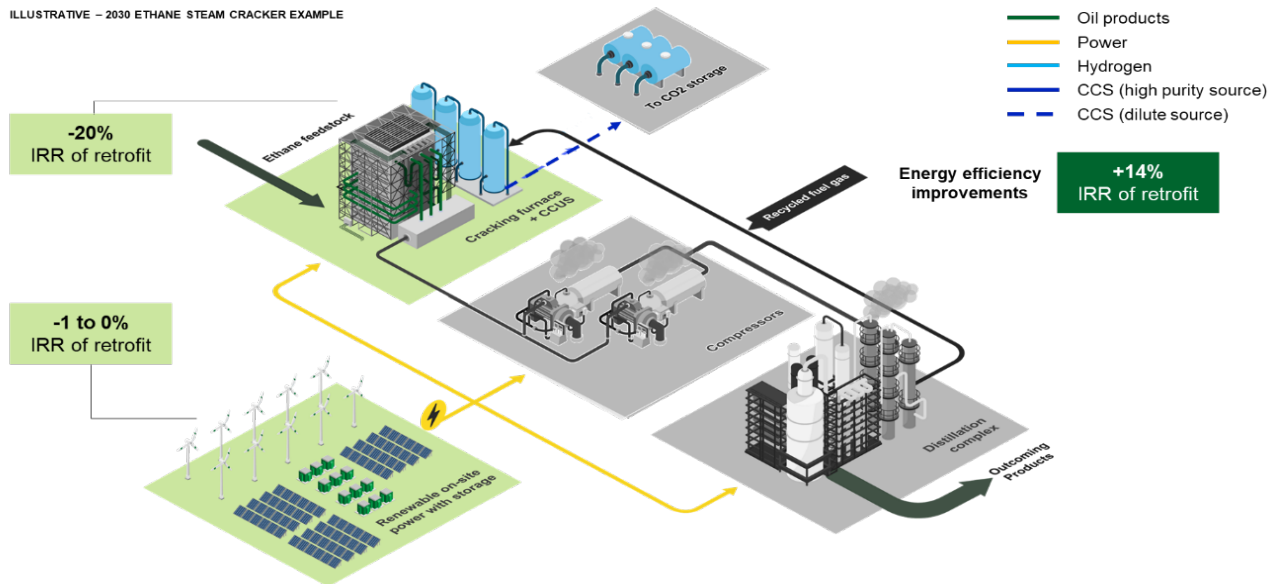 ILLUSTRATIVE – 2030 ETHANE STEAM CRACKER EXAMPLE
Oil products
Power
Hydrogen
CCS (high purity source)
CCS (dilute source)
To CO2 storage
-20%
IRR of retrofit
Ethane feedstock
Cracking furnace
+ CCUS
Recycled fuel gas
Energy efficiency
improvements
+14%
IRR of retrofit
Compressors
-1 to 0%
IRR of retrofit
Renewable on-site
power with storage
Distillation
complex
Outcoming
Products